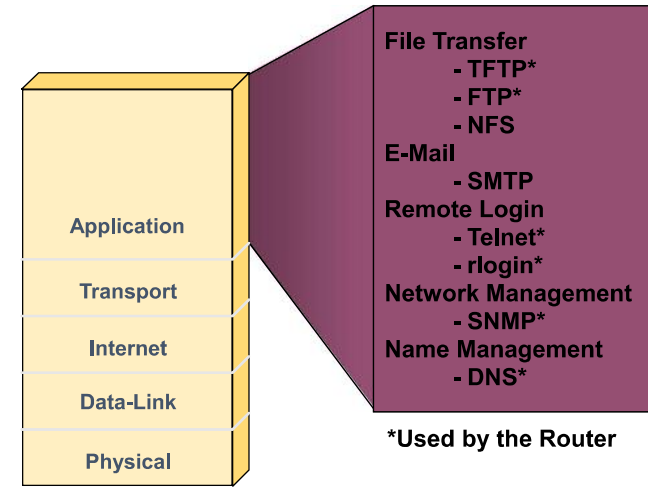 Application
Transport
Internet
Data-Link
Physical
File Transfer
- TFTP*
- FTP*
- NFS
E-Mail
- SMTP
Remote Login
- Telnet*
- rlogin*
Network Management
- SNMP*
Name Management
- DNS*
*Used by the Router